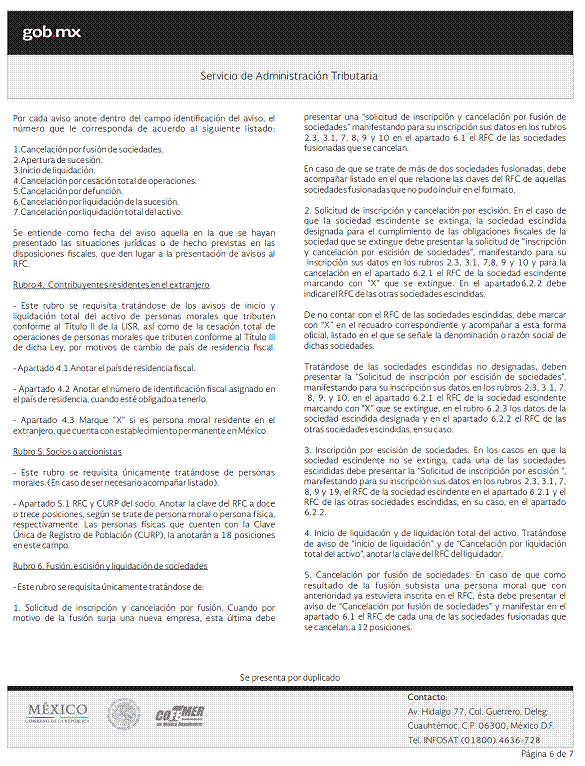 gob.mx
Servicio de Administración Tributaria
Por cada aviso anote dentro del campo identificación del aviso, el
número que le corresponda de acuerdo al siguiente listado:
1.Cancelación por fusión de sociedades.
2.Apertura de sucesión.
3.Inicio de liquidación.
4.Cancelación por cesación total de operaciones.
5.Cancelación por defunción.
6.Cancelación por liquidación de la sucesión.
7.Cancelación por liquidación total del activo.
Se entiende como fecha del aviso aquella en la que se hayan
presentado las situaciones jurídicas o de hecho previstas en las
disposiciones fiscales, que den lugar a la presentación de avisos al
RFC.
Rubro 4. Contribuyentes residentes en el extranjero
- Este rubro se requisita tratándose de los avisos de inicio y
liquidación total del activo de personas morales que tributen
conforme al Título II de la LISR, así como de la cesación total de
operaciones de personas morales que tributen conforme al Título III
de dicha Ley, por motivos de cambio de país de residencia fiscal.
- Apartado 4.1 Anotar el país de residencia fiscal.
- Apartado 4.2 Anotar el número de identificación fiscal asignado en
el país de residencia, cuando esté obligado a tenerlo.
- Apartado 4.3 Marque "X" si es persona moral residente en el
extranjero, que cuenta con establecimiento permanente en México.
Rubro 5. Socios o accionistas
- Este rubro se requisita únicamente tratándose de personas
morales. (En caso de ser necesario acompañar listado).
- Apartado 5.1 RFC y CURP del socio. Anotar la clave del RFC a doce
o trece posiciones, según se trate de persona moral o persona física,
respectivamente. Las personas físicas que cuenten con la Clave
Única de Registro de Población (CURP), la anotarán a 18 posiciones
en este campo.
Rubro 6. Fusión, escisión y liquidación de sociedades
- Este rubro se requisita únicamente tratándose de:
1. Solicitud de inscripción y cancelación por fusión. Cuando por
motivo de la fusión surja una nueva empresa, esta última debe
presentar una "solicitud de inscripción y cancelación por fusión de
sociedades" manifestando para su inscripción sus datos en los rubros
2.3, 3.1, 7, 8, 9 y 10 en el apartado 6.1 el RFC de las sociedades
fusionadas que se cancelan.
En caso de que se trate de más de dos sociedades fusionadas, debe
acompañar listado en el que relacione las claves del RFC de aquellas
sociedades fusionadas que no pudo incluir en el formato.
2. Solicitud de inscripción y cancelación por escisión. En el caso de
que la sociedad escindente se extinga, la sociedad escindida
designada para el cumplimiento de las obligaciones fiscales de la
sociedad que se extingue debe presentar la solicitud de "inscripción
y cancelación por escisión de sociedades", manifestando para su
inscripción sus datos en los rubros 2.3, 3.1, 7,8, 9 y 10 y para la
cancelación en el apartado 6.2.1 el RFC de la sociedad escindente
marcando con "X" que se extingue. En el apartado 6.2.2 debe
indicar el RFC de las otras sociedades escindidas.
De no contar con el RFC de las sociedades escindidas, debe marcar
con "X" en el recuadro correspondiente y acompañar a esta forma
oficial, listado en el que se señale la denominación o razón social de
dichas sociedades.
Tratándose de las sociedades escindidas no designadas, deben
presentar la "Solicitud de inscripción por escisión de sociedades",
manifestando para su inscripción sus datos en los rubros 2.3, 3.1, 7,
8, 9, y 10, en el apartado 6.2.1 el RFC de la sociedad escindente
marcando con "X" que se extingue, en el rubro 6.2.3 los datos de la
sociedad escindida designada y en el apartado 6.2.2 el RFC de las
otras sociedades escindidas, en su caso.
3. Inscripción por escisión de sociedades. En los casos en que la
sociedad escindente no se extinga, cada una de las sociedades
escindidas debe presentar la "Solicitud de inscripción por escisión ",
manifestando para su inscripción sus datos en los rubros 2.3, 3.1, 7,
8, 9 y 19, el RFC de la sociedad escindente en el apartado 6.2.1 y el
RFC de las otras sociedades escindidas, en su caso, en el apartado
6.2.2.
4. Inicio de liquidación y de liquidación total del activo. Tratándose
de aviso de "inicio de liquidación" y de "Cancelación por liquidación
total del activo", anotar la clave del RFC del liquidador.
5. Cancelación por fusión de sociedades. En caso de que como
resultado de la fusión subsista una persona moral que con
anterioridad ya estuviera inscrita en el RFC, ésta debe presentar el
aviso de "Cancelación por fusión de sociedades" y manifestar en el
apartado 6.1 el RFC de cada una de las sociedades fusionadas que
se cancelan, a 12 posiciones.
Se presenta por duplicado
MÉXICO
GOBIERNO DE LA REPÚBLICA
COFEMER
Contacto:
Av. Hidalgo 77, Col. Guerrero, Deleg.
Cuauhtémoc, C.P. 06300, México D.F.
Tel. INFOSAT (01800) 4636-728
Página 6 de 7